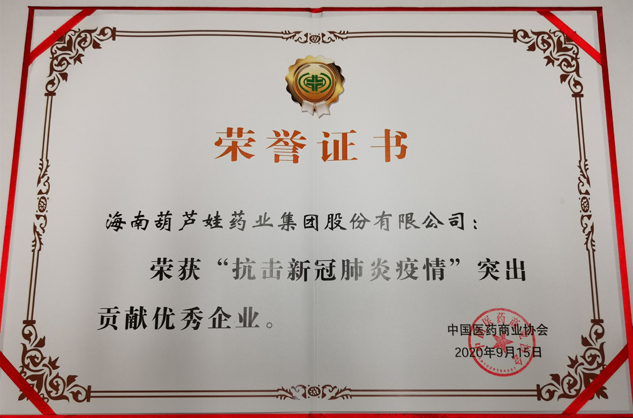 荣誉证书
海南葫芦娃药业集团股份有限公司：
荣获“抗击新冠肺炎疫情”突出
贡献优秀企业。
中国医药商业协会
2020年9月15日